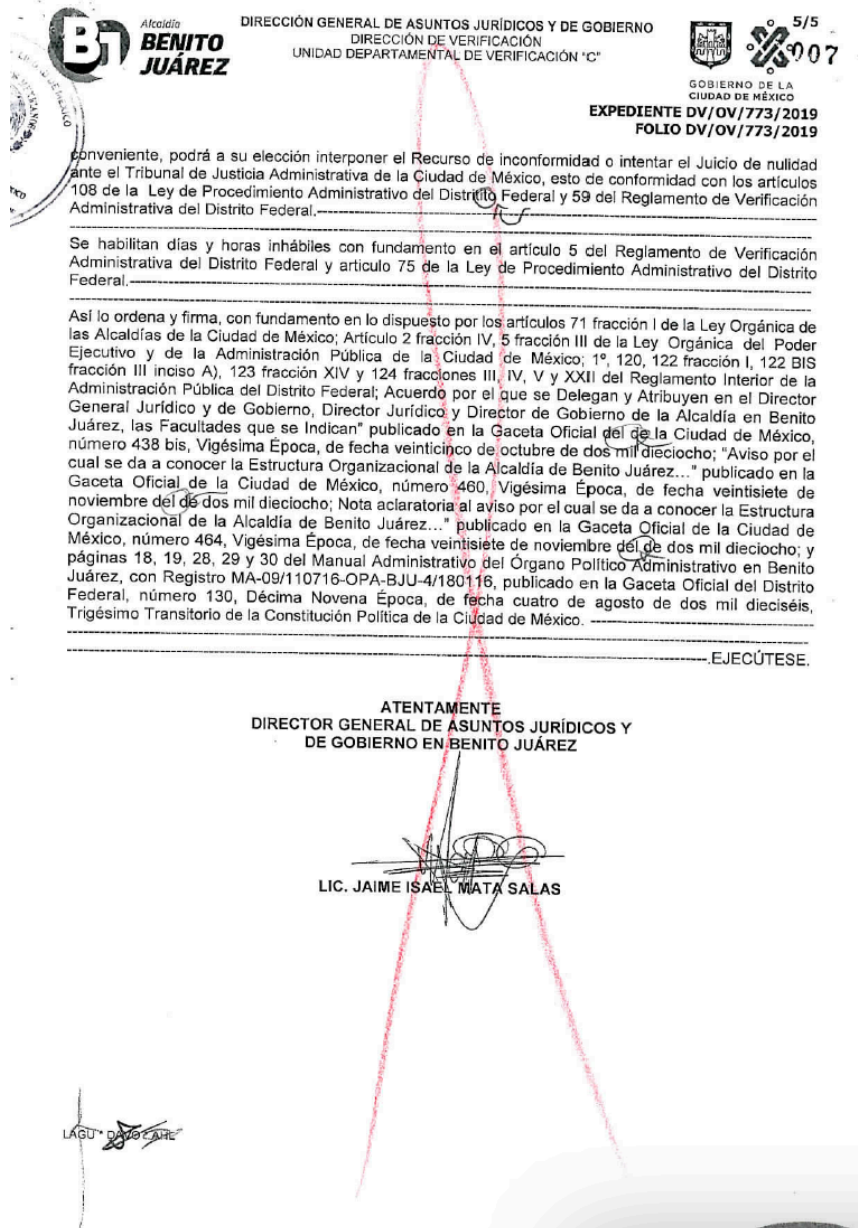 Alcaldía
BENITO
JUÁREZ
DIRECCIÓN GENERAL DE ASUNTOS JURÍDICOS Y DE GOBIERNO
DIRECCIÓN DE VERIFICACIÓN
UNIDAD DEPARTAMENTAL DE VERIFICACIÓN "C"
5/5
007
GOBIERNO DE LA
CIUDAD DE MÉXICO
EXPEDIENTE DV/OV/773/2019
FOLIO DV/OV/773/2019
conveniente, podrá a su elección interponer el Recurso de inconformidad o intentar el Juicio de nulidad
ante el Tribunal de Justicia Administrativa de la Ciudad de México, esto de conformidad con los artículos
108 de la Ley de Procedimiento Administrativo del Distritito Federal y 59 del Reglamento de Verificación
Administrativa del Distrito Federal.
Se habilitan días y horas inhábiles con fundamento en el artículo 5 del Reglamento de Verificación
Administrativa del Distrito Federal y articulo 75 de la Ley de Procedimiento Administrativo del Distrito
Federal.
Así lo ordena y firma, con fundamento en lo dispuesto por los artículos 71 fracción I de la Ley Orgánica de
las Alcaldías de la Ciudad de México; Artículo 2 fracción IV, 5 fracción III de la Ley Orgánica del Poder
Ejecutivo y de la Administración Pública de la Ciudad de México; 1º, 120, 122 fracción I, 122 BIS
fracción III inciso A), 123 fracción XIV y 124 fracciones III, IV, V y XXII del Reglamento Interior de la
Administración Pública del Distrito Federal; Acuerdo por el que se Delegan y Atribuyen en el Director
General Jurídico y de Gobierno, Director Jurídico y Director de Gobierno de la Alcaldía en Benito
Juárez, las Facultades que se Indican" publicado en la Gaceta Oficial del de la Ciudad de México,
número 438 bis, Vigésima Época, de fecha veinticinco de octubre de dos mil dieciocho; "Aviso por el
cual se da a conocer la Estructura Organizacional de la Alcaldía de Benito Juárez..." publicado en la
Gaceta Oficial de la Ciudad de México, número 460, Vigésima Época, de fecha veintisiete de
noviembre del de dos mil dieciocho; Nota aclaratoria al aviso por el cual se da a conocer la Estructura
Organizacional de la Alcaldía de Benito Juárez..." publicado en la Gaceta Oficial de la Ciudad de
México, número 464, Vigésima Época, de fecha veintisiete de noviembre del de dos mil dieciocho; y
páginas 18, 19, 28, 29 y 30 del Manual Administrativo del Órgano Político Administrativo en Benito
Juárez, con Registro MA-09/110716-OPA-BJU-4/180116, publicado en la Gaceta Oficial del Distrito
Federal, número 130, Décima Novena Época, de fecha cuatro de agosto de dos mil dieciséis,
Trigésimo Transitorio de la Constitución Política de la Ciudad de México.
.EJECÚTESE.
ATENTAMENTE
DIRECTOR GENERAL DE ASUNTOS JURÍDICOS Y
DE GOBIERNO EN BENITO JUÁREZ
LIC. JAIME ISAEL MATA SALAS
LAGU